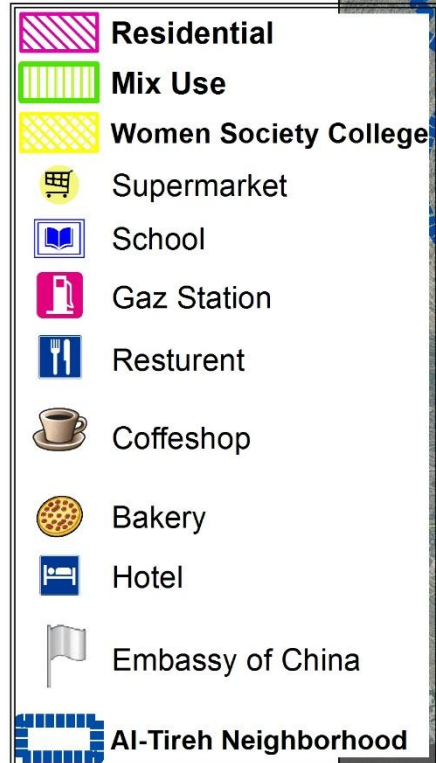 Residential
Mix Use
Women Society College
Supermarket
School
Gaz Station
Resturent
Coffeshop
Bakery
Hotel
Embassy of China
Al-Tireh Neighborhood